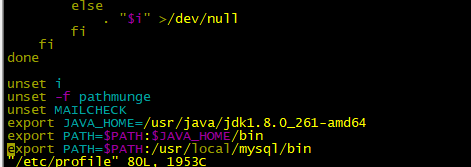 else
. "$i" >/dev/null
fi
fi
done
unset i
unset -f pathmunge
unset MAILCHECK
export JAVA_HOME=/usr/java/jdk1.8.0_261-amd64
export PATH=$PATH:$JAVA_HOME/bin
export PATH=$PATH:/usr/local/mysql/bin
"/etc/profile" 80L, 1953C